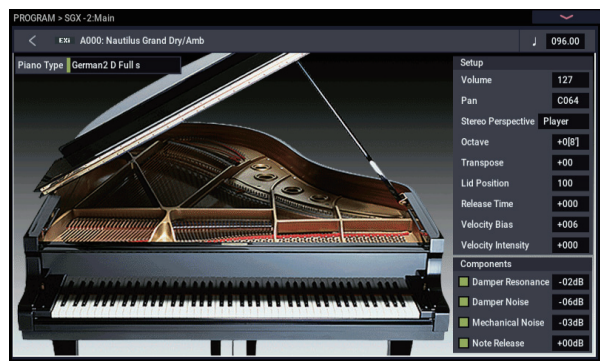 PROGRAM > SGX-2:Main
EXi A000: Nautilus Grand Dry/Amb ♩ 096.00
Piano Type German2 D Full s
Setup
Volume 127
Pan C064
Stereo Perspective Player
Octave +0[8']
Transpose +00
Lid Position 100
Release Time +000
Velocity Bias +006
Velocity Intensity +000
Components
Damper Resonance -02dB
Damper Noise -06dB
Mechanical Noise -03dB
Note Release +00dB